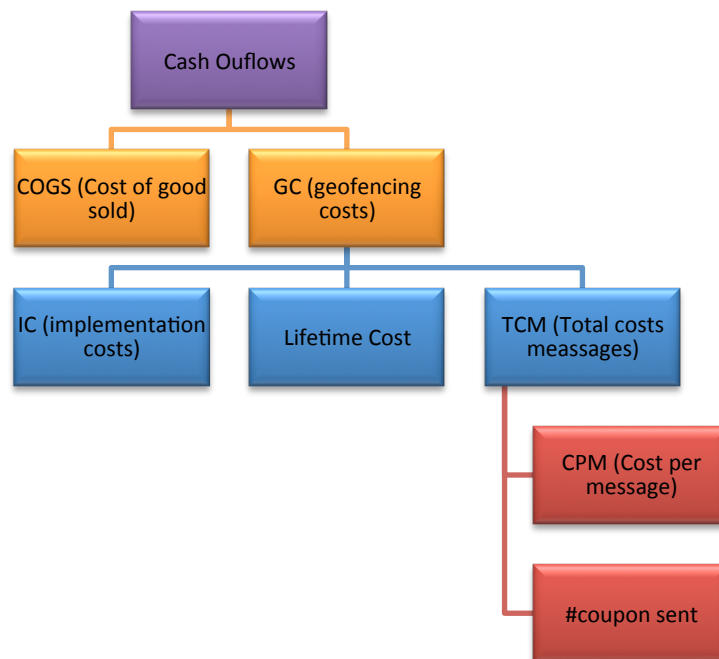 Cash Ouflows
COGS (Cost of good
sold)
GC (geofencing
costs)
IC (implementation
costs)
Lifetime Cost
TCM (Total costs
meassages)
CPM (Cost per
message)
#coupon sent